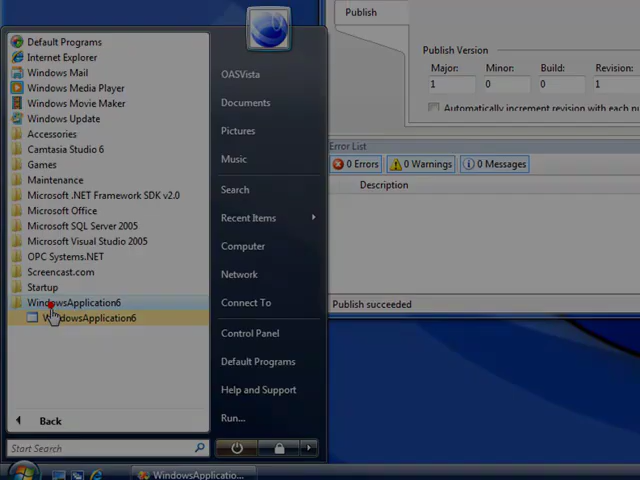 Default Programs
Internet Explorer
Windows Mail
Windows Media Player
Windows Movie Maker
Windows Update
Accessories
Camtasia Studio 6
Games
Maintenance
Microsoft .NET Framework SDK v2.0
Microsoft Office
Microsoft SQL Server 2005
Microsoft Visual Studio 2005
OPC Systems.NET
Screencast.com
Startup
WindowsApplication6
WindowsApplication6
Back
Start Search
OASVista
Documents
Pictures
Music
Search
Recent Items
Computer
Network
Connect To
Control Panel
Default Programs
Help and Support
Run...
Publish
Publish Version
Major: Minor: Build: Revision:
1 0 0 1
Automatically increment revision with each
Error List
0 Errors 0 Warnings 0 Messages
Description
Publish succeeded
WindowsApplicatio...